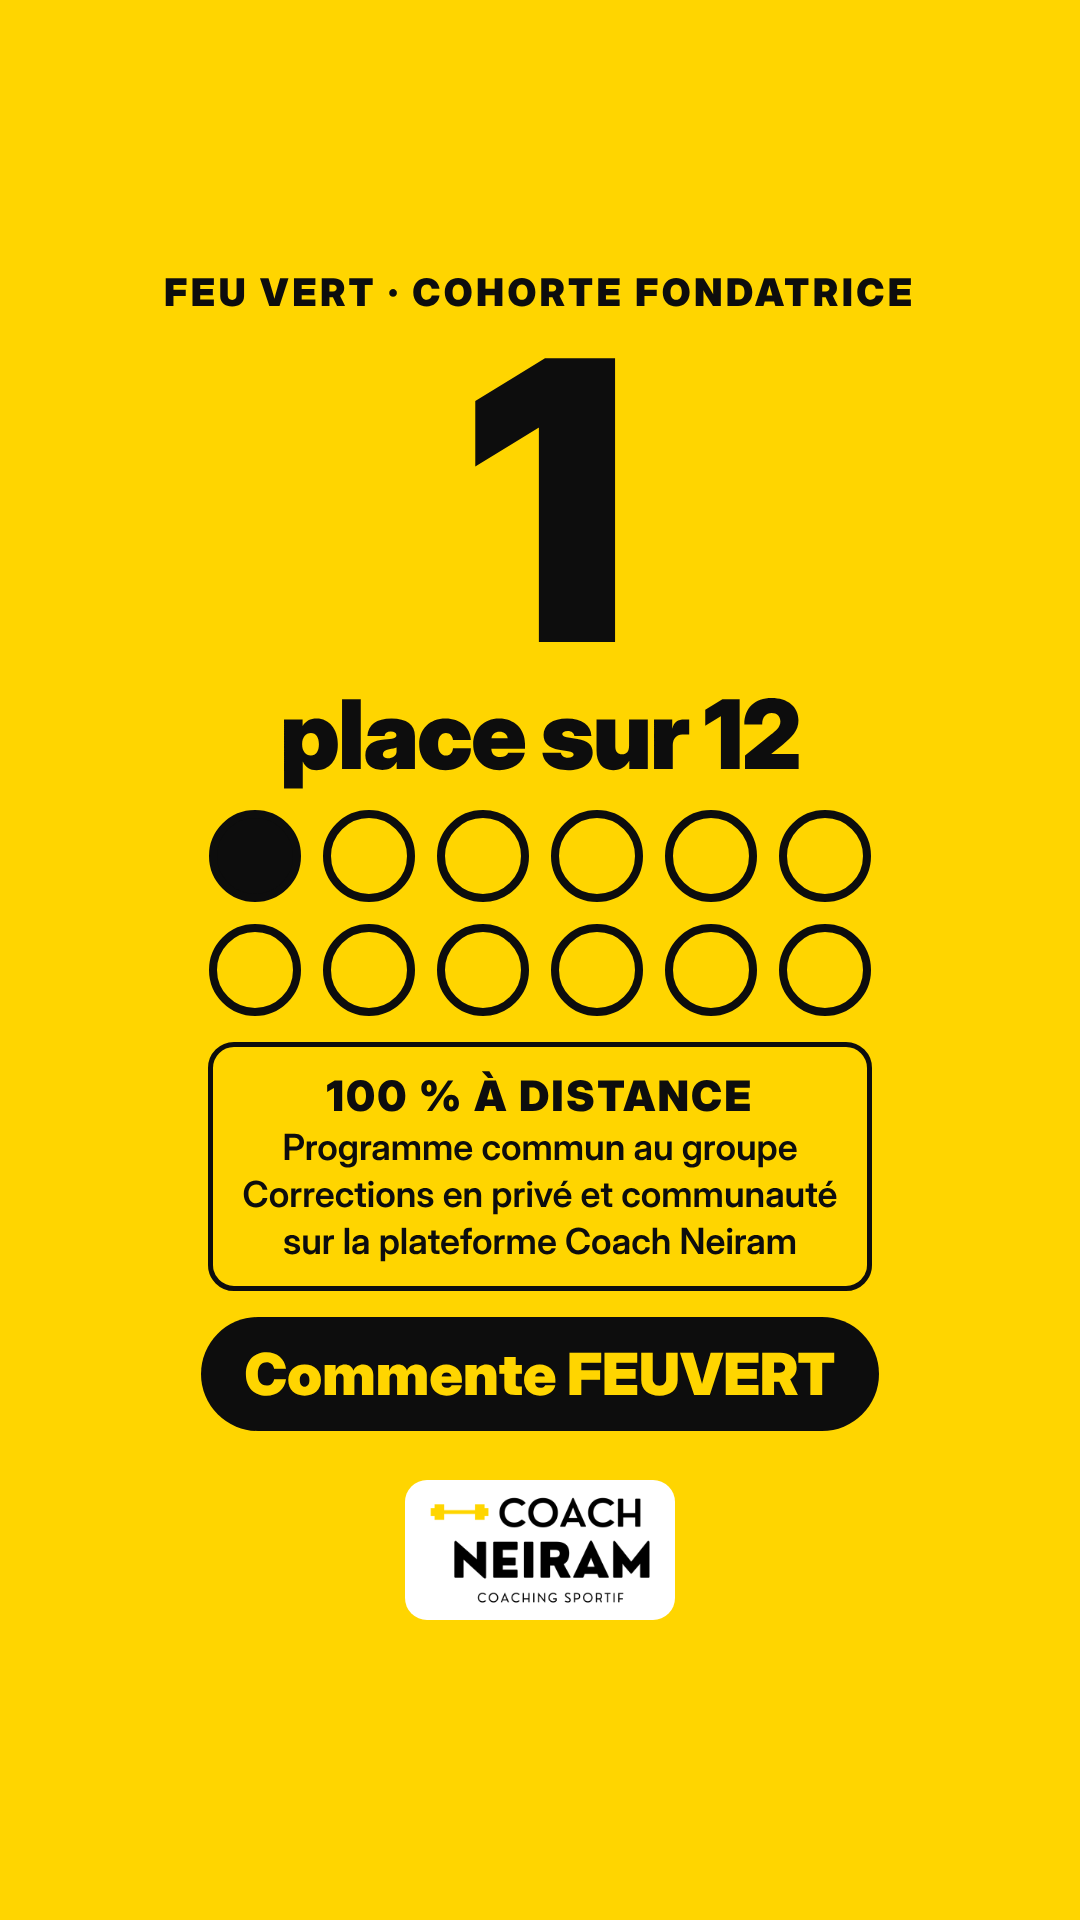 FEU VERT · COHORTE FONDATRICE
1
place sur 12
100 % À DISTANCE
Programme commun au groupe
Corrections en privé et communauté
sur la plateforme Coach Neiram
Commente FEUVERT
COACH
NEIRAM
COACHING SPORTIF